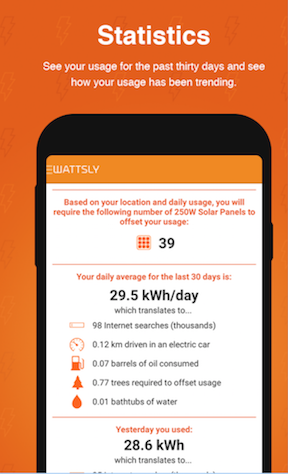 Statistics
See your usage for the past thirty days and see
how your usage has been trending.
WATTSLY
Based on your location and daily usage, you will
require the following number of 250W Solar Panels to
offset your usage:
39
Your daily average for the last 30 days is:
29.5 kWh/day
which translates to...
98 Internet searches (thousands)
0.12 km driven in an electric car
0.07 barrels of oil consumed
0.77 trees required to offset usage
0.01 bathtubs of water
Yesterday you used:
28.6 kWh
which translates to...